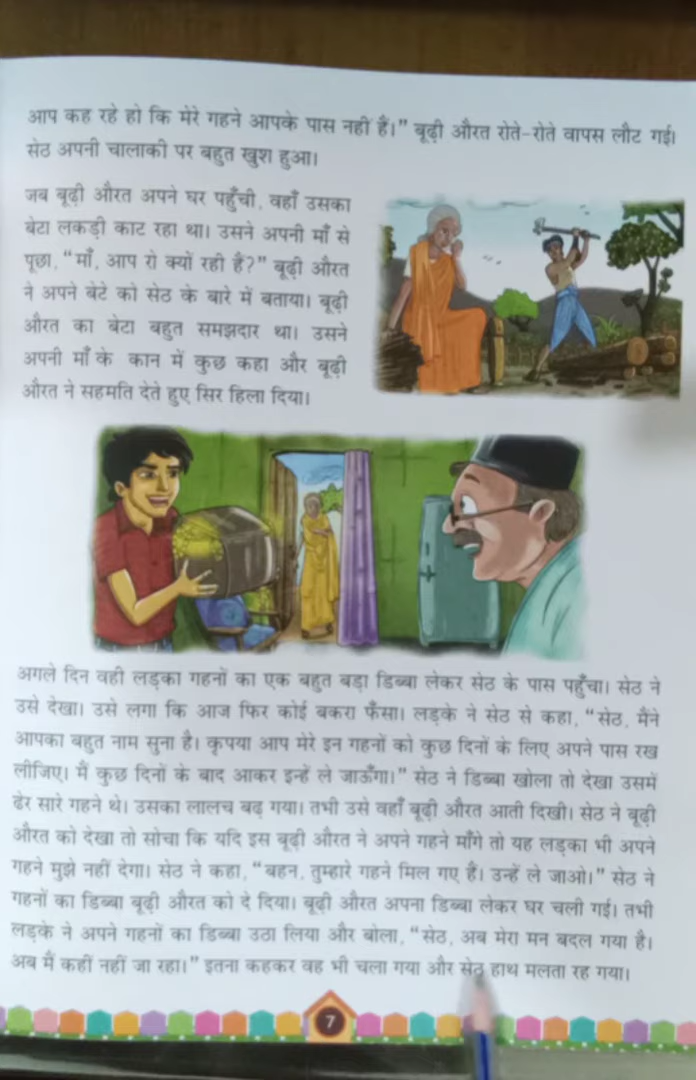 आप कह रहे हो कि मेरे गहने आपके पास नहीं हैं।” बूढ़ी औरत रोते-रोते वापस लौट गई।
सेठ अपनी चालाकी पर बहुत खुश हुआ।
जब बूढ़ी औरत अपने घर पहुँची, वहाँ उसका
बेटा लकड़ी काट रहा था। उसने अपनी माँ से
पूछा, “माँ, आप रो क्यों रही हैं?” बूढ़ी औरत
ने अपने बेटे को सेठ के बारे में बताया। बूढ़ी
औरत का बेटा बहुत समझदार था। उसने
अपनी माँ के कान में कुछ कहा और बूढ़ी
औरत ने सहमति देते हुए सिर हिला दिया।
अगले दिन वही लड़का गहनों का एक बहुत बड़ा डिब्बा लेकर सेठ के पास पहुँचा। सेठ ने
उसे देखा। उसे लगा कि आज फिर कोई बकरा फँसा। लड़के ने सेठ से कहा, “सेठ, मैंने
आपका बहुत नाम सुना है। कृपया आप मेरे इन गहनों को कुछ दिनों के लिए अपने पास रख
लीजिए। मैं कुछ दिनों के बाद आकर इन्हें ले जाऊँगा।” सेठ ने डिब्बा खोला तो देखा उसमें
ढेर सारे गहने थे। उसका लालच बढ़ गया। तभी उसे वहाँ बूढ़ी औरत आती दिखी। सेठ ने बूढ़ी
औरत को देखा तो सोचा कि यदि इस बूढ़ी औरत ने अपने गहने माँगे तो यह लड़का भी अपने
गहने मुझे नहीं देगा। सेठ ने कहा, “बहन, तुम्हारे गहने मिल गए हैं। उन्हें ले जाओ।” सेठ ने
गहनों का डिब्बा बूढ़ी औरत को दे दिया। बूढ़ी औरत अपना डिब्बा लेकर घर चली गई। तभी
लड़के ने अपने गहनों का डिब्बा उठा लिया और बोला, “सेठ, अब मेरा मन बदल गया है।
अब मैं कहीं नहीं जा रहा।” इतना कहकर वह भी चला गया और सेठ हाथ मलता रह गया।
7